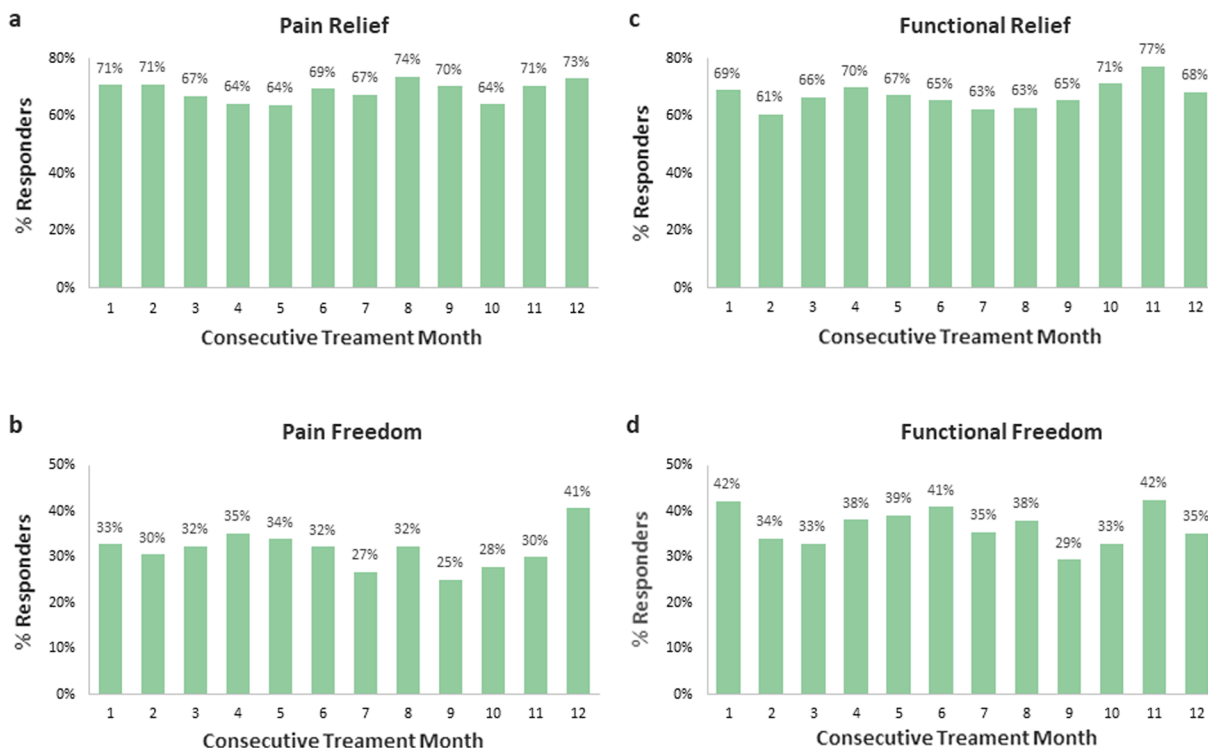 a
Pain Relief
% Responders
80%
60%
40%
20%
0%
71% 71% 67% 64% 64% 69% 67% 74% 70% 64% 71% 73%
1 2 3 4 5 6 7 8 9 10 11 12
Consecutive Treament Month
c
Functional Relief
% Responders
80%
60%
40%
20%
0%
69% 61% 66% 70% 67% 65% 63% 63% 65% 71% 77% 68%
1 2 3 4 5 6 7 8 9 10 11 12
Consecutive Treament Month
b
Pain Freedom
% Responders
50%
40%
30%
20%
10%
0%
33% 30% 32% 35% 34% 32% 27% 32% 25% 28% 30% 41%
1 2 3 4 5 6 7 8 9 10 11 12
Consecutive Treament Month
d
Functional Freedom
% Responders
50%
40%
30%
20%
10%
0%
42% 34% 33% 38% 39% 41% 35% 38% 29% 33% 42% 35%
1 2 3 4 5 6 7 8 9 10 11 12
Consecutive Treament Month